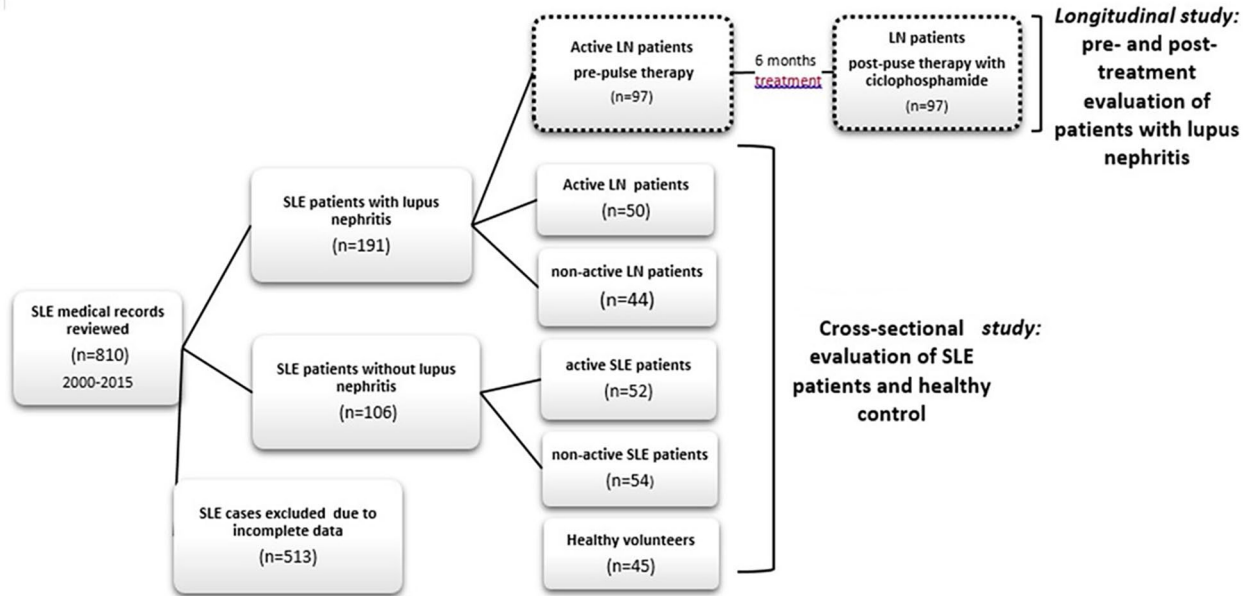 SLE medical records
reviewed
(n=810)
2000-2015
SLE patients with lupus
nephritis
(n=191)
SLE patients without lupus
nephritis
(n=106)
SLE cases excluded due to
incomplete data
(n=513)
Active LN patients
pre-pulse therapy
(n=97)
6 months
treatment
LN patients
post-puse therapy with
ciclophosphamide
(n=97)
Longitudinal study:
pre- and post-
treatment
evaluation of
patients with lupus
nephritis
Active LN patients
(n=50)
non-active LN patients
(n=44)
active SLE patients
(n=52)
non-active SLE patients
(n=54)
Healthy volunteers
(n=45)
Cross-sectional study:
evaluation of SLE
patients and healthy
control